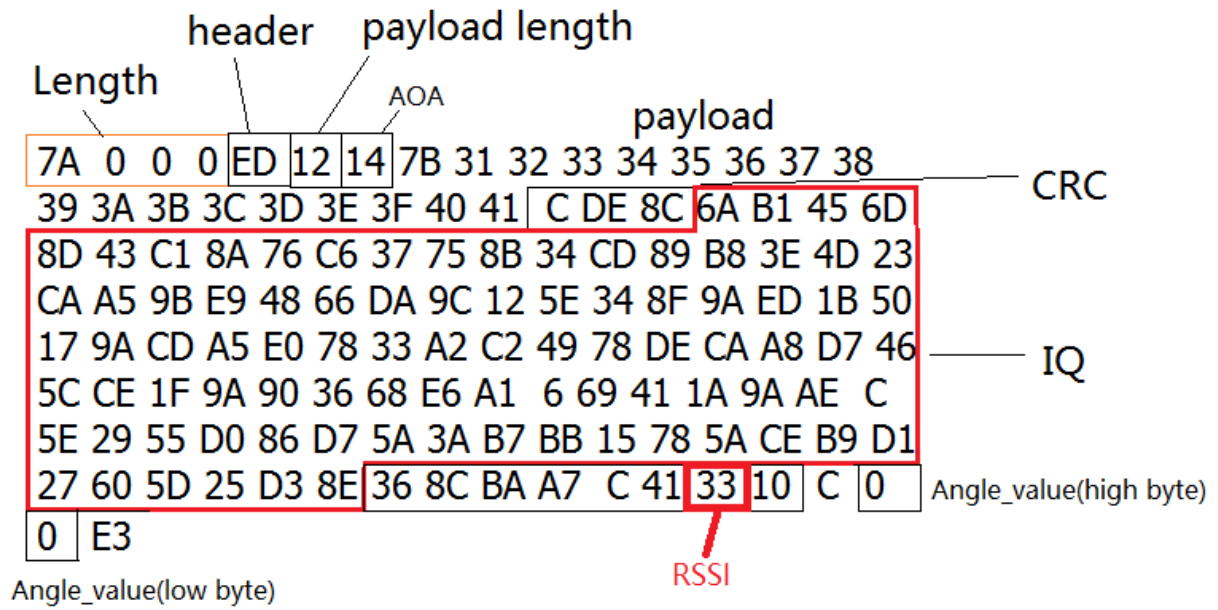 header payload length
Length
AOA
payload
7A 0 0 0 ED 12 14 7B 31 32 33 34 35 36 37 38
CRC
39 3A 3B 3C 3D 3E 3F 40 41 C DE 8C 6A B1 45 6D
8D 43 C1 8A 76 C6 37 75 8B 34 CD 89 B8 3E 4D 23
CA A5 9B E9 48 66 DA 9C 12 5E 34 8F 9A ED 1B 50
17 9A CD A5 E0 78 33 A2 C2 49 78 DE CA A8 D7 46
IQ
5C CE 1F 9A 90 36 68 E6 A1 6 69 41 1A 9A AE C
5E 29 55 D0 86 D7 5A 3A B7 BB 15 78 5A CE B9 D1
27 60 5D 25 D3 8E 36 8C BA A7 C 41 33 10 C 0 Angle_value(high byte)
0 E3
RSSI
Angle_value(low byte)